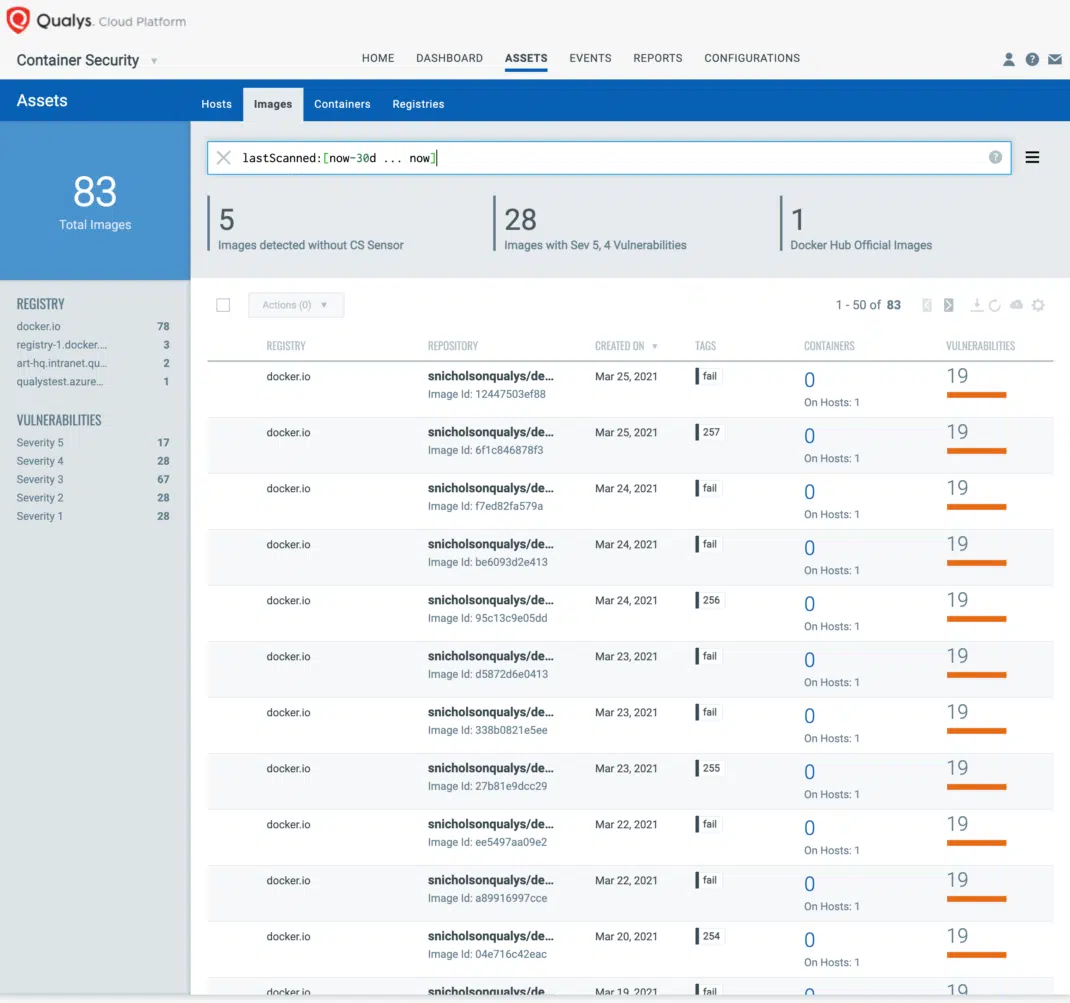 Qualys. Cloud Platform
Container Security
HOME DASHBOARD ASSETS EVENTS REPORTS CONFIGURATIONS
Assets
Hosts Images Containers Registries
83
Total Images
lastScanned:[now-30d ... now]
5
Images detected without CS Sensor
28
Images with Sev 5, 4 Vulnerabilities
1
Docker Hub Official Images
REGISTRY
docker.io 78
registry-1.docker.... 3
art-hq.intranet.qu... 2
qualystest.azure... 1
VULNERABILITIES
Severity 5 17
Severity 4 28
Severity 3 67
Severity 2 28
Severity 1 28
Actions (0)
1 - 50 of 83
REGISTRY REPOSITORY CREATED ON TAGS CONTAINERS VULNERABILITIES
docker.io snicholsonqualys/de... Mar 25, 2021 fail 0 19
Image Id: 12447503ef88 On Hosts: 1
docker.io snicholsonqualys/de... Mar 25, 2021 257 0 19
Image Id: 6f1c846878f3 On Hosts: 1
docker.io snicholsonqualys/de... Mar 24, 2021 fail 0 19
Image Id: f7ed82fa579a On Hosts: 1
docker.io snicholsonqualys/de... Mar 24, 2021 fail 0 19
Image Id: be6093d2e413 On Hosts: 1
docker.io snicholsonqualys/de... Mar 24, 2021 256 0 19
Image Id: 95c13c9e05dd On Hosts: 1
docker.io snicholsonqualys/de... Mar 23, 2021 fail 0 19
Image Id: d5872d6e0413 On Hosts: 1
docker.io snicholsonqualys/de... Mar 23, 2021 fail 0 19
Image Id: 338b0821e5ee On Hosts: 1
docker.io snicholsonqualys/de... Mar 23, 2021 255 0 19
Image Id: 27b81e9dcc29 On Hosts: 1
docker.io snicholsonqualys/de... Mar 22, 2021 fail 0 19
Image Id: ee5497aa09e2 On Hosts: 1
docker.io snicholsonqualys/de... Mar 22, 2021 fail 0 19
Image Id: a89916997cce On Hosts: 1
docker.io snicholsonqualys/de... Mar 20, 2021 254 0 19
Image Id: 04e716c42eac On Hosts: 1
docker.io snicholsonqualys/de... Mar 19, 2021 fail 0 19